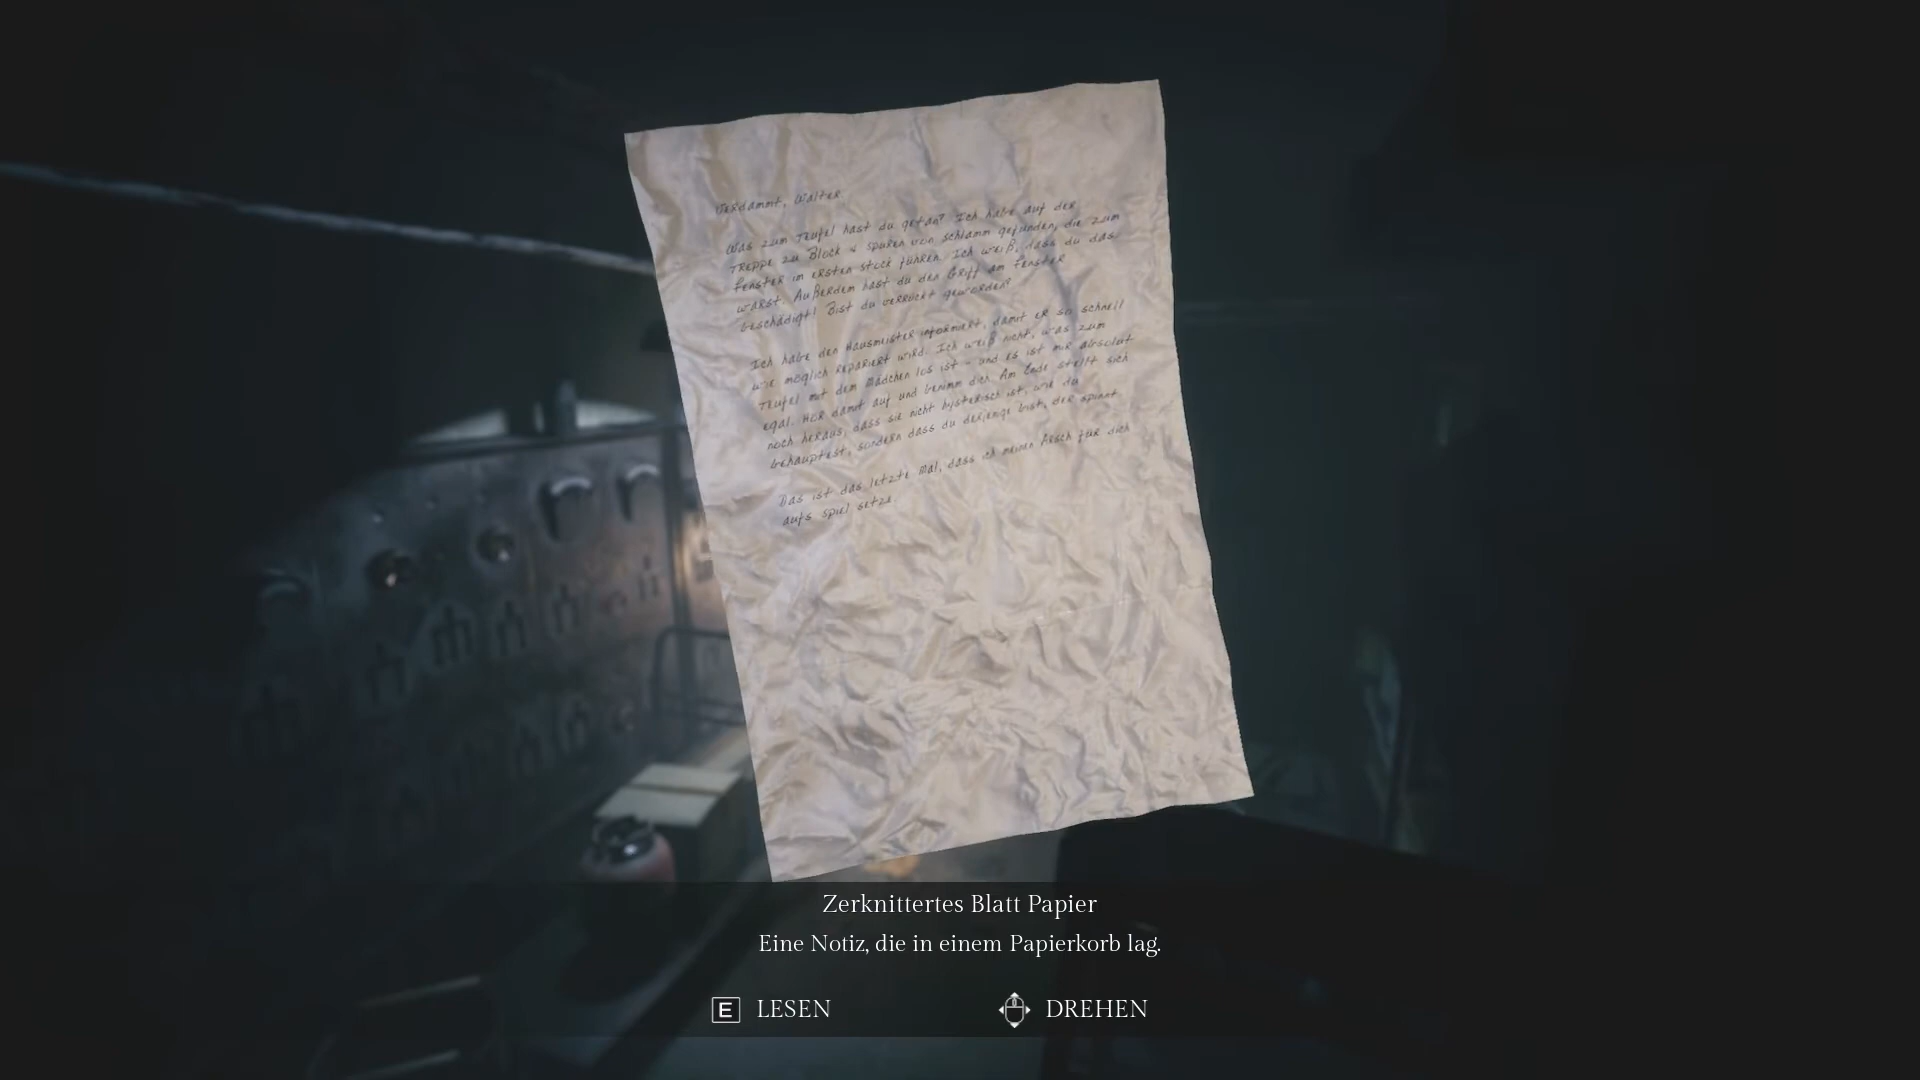 Verdammt, Walter.
Was zum Teufel hast du getan? Ich habe auf der
Treppe zu Block 4 Spuren von Schlamm gefunden, die zum
Fenster im ersten Stock führen. Ich weiß, dass du das
warst. Außerdem hast du den Griff am Fenster
beschädigt! Bist du verrückt geworden?
Ich habe den Hausmeister informiert, damit er so schnell
wie möglich repariert wird. Ich weiß nicht, was zum
Teufel mit dem Mädchen los ist - und es ist mir absolut
egal. Hör damit auf und benimm dich. Am Ende stellt sich
noch heraus, dass sie nicht hysterisch ist, wie du
behauptest, sondern dass du derjenige bist, der spinnt.
Das ist das letzte Mal, dass ich meinen Arsch für dich
aufs Spiel setze.
Zerknittertes Blatt Papier
Eine Notiz, die in einem Papierkorb lag.
E LESEN DREHEN